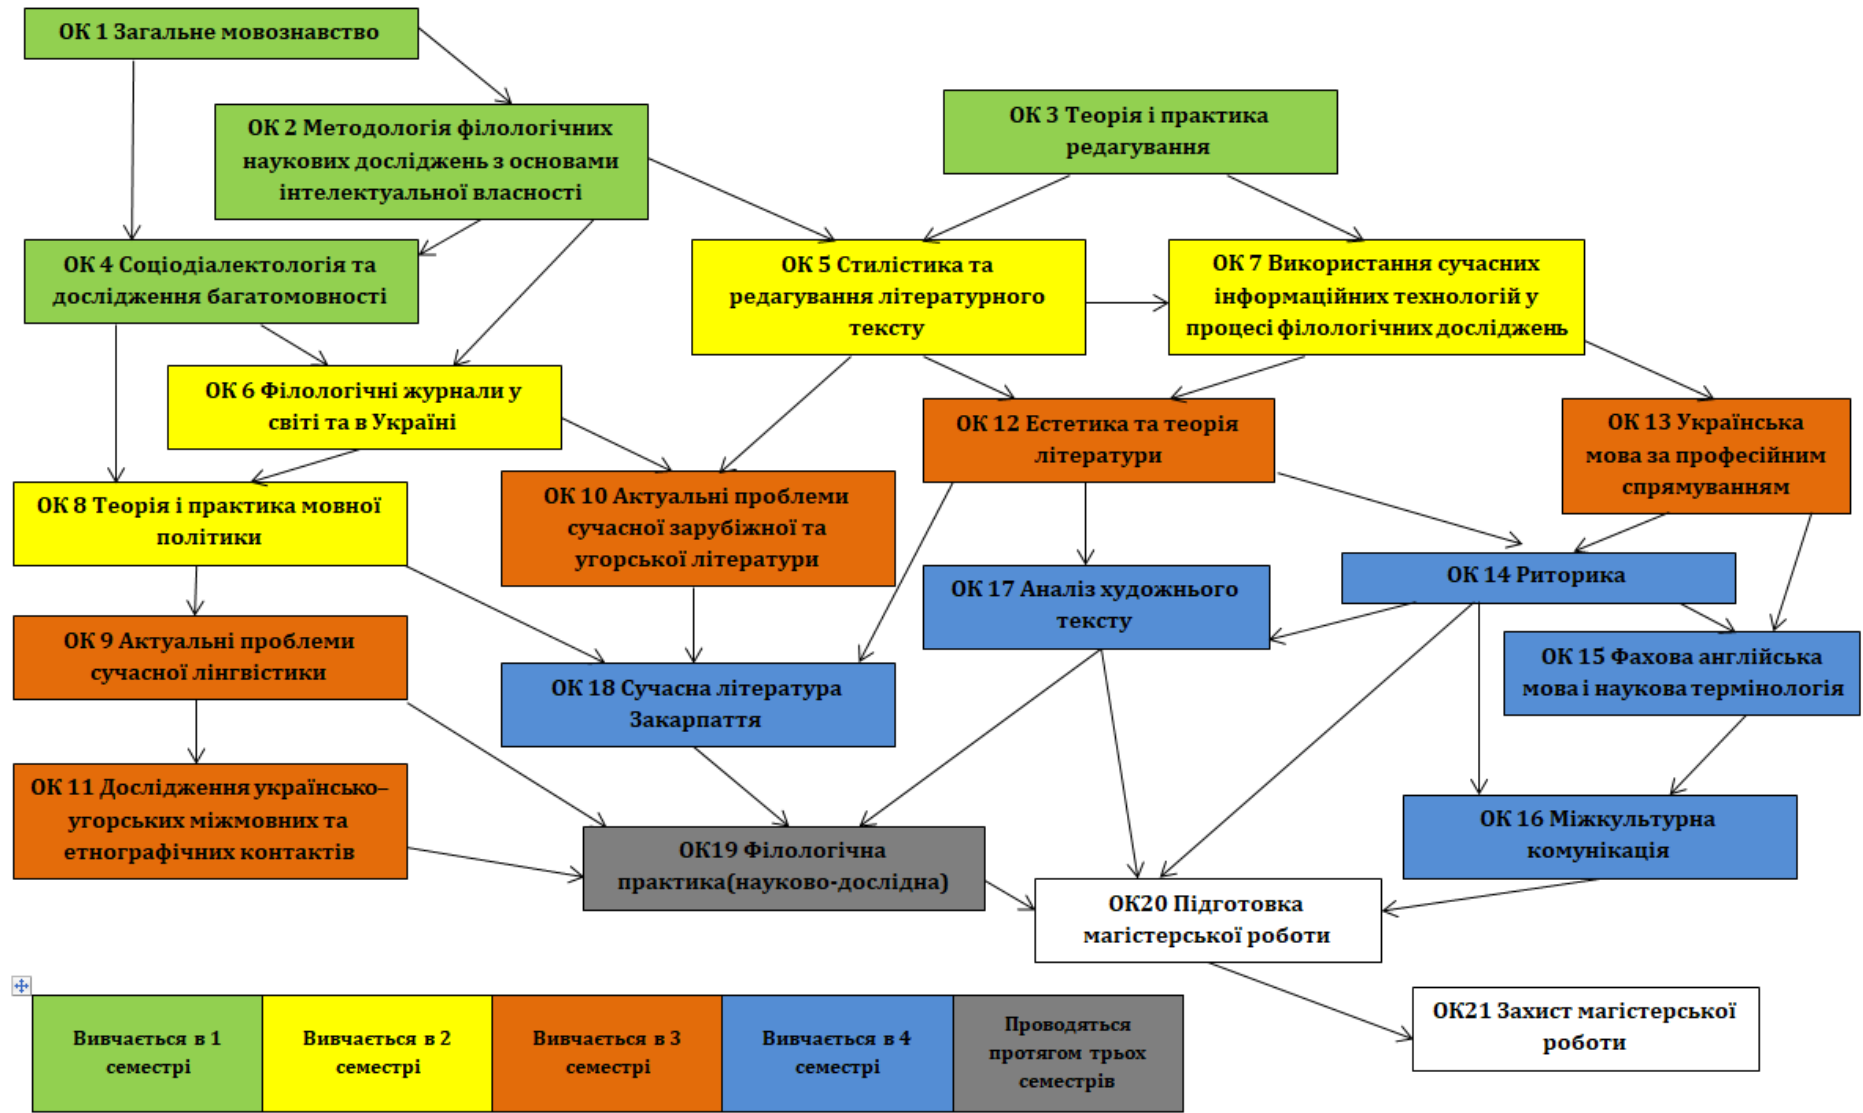 ОК 1 Загальне мовознавство
ОК 2 Методологія філологічних
наукових досліджень з основами
інтелектуальної власності
ОК 3 Теорія і практика
редагування
ОК 4 Соціодіалектологія та
дослідження багатомовності
ОК 5 Стилістика та
редагування літературного
тексту
ОК 7 Використання сучасних
інформаційних технологій у
процесі філологічних досліджень
ОК 6 Філологічні журнали у
світі та в Україні
ОК 12 Естетика та теорія
літератури
ОК 13 Українська
мова за професійним
спрямуванням
ОК 8 Теорія і практика мовної
політики
ОК 10 Актуальні проблеми
сучасної зарубіжної та
угорської літератури
ОК 17 Аналіз художнього
тексту
ОК 14 Риторика
ОК 9 Актуальні проблеми
сучасної лінгвістики
ОК 18 Сучасна література
Закарпаття
ОК 15 Фахова англійська
мова і наукова термінологія
ОК 11 Дослідження українсько–
угорських міжмовних та
етнографічних контактів
ОК19 Філологічна
практика(науково-дослідна)
ОК 16 Міжкультурна
комунікація
ОК20 Підготовка
магістерської роботи
ОК21 Захист магістерської
роботи
Вивчається в 1
семестрі
Вивчається в 2
семестрі
Вивчається в 3
семестрі
Вивчається в 4
семестрі
Проводяться
протягом трьох
семестрів